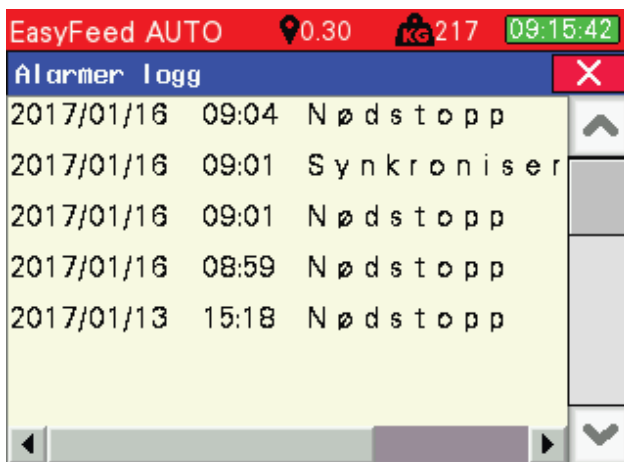 EasyFeed AUTO 0.30 KG 217 09:15:42
Alarmer logg X
2017/01/16 09:04 Nødstopp
2017/01/16 09:01 Synkroniser
2017/01/16 09:01 Nødstopp
2017/01/16 08:59 Nødstopp
2017/01/13 15:18 Nødstopp